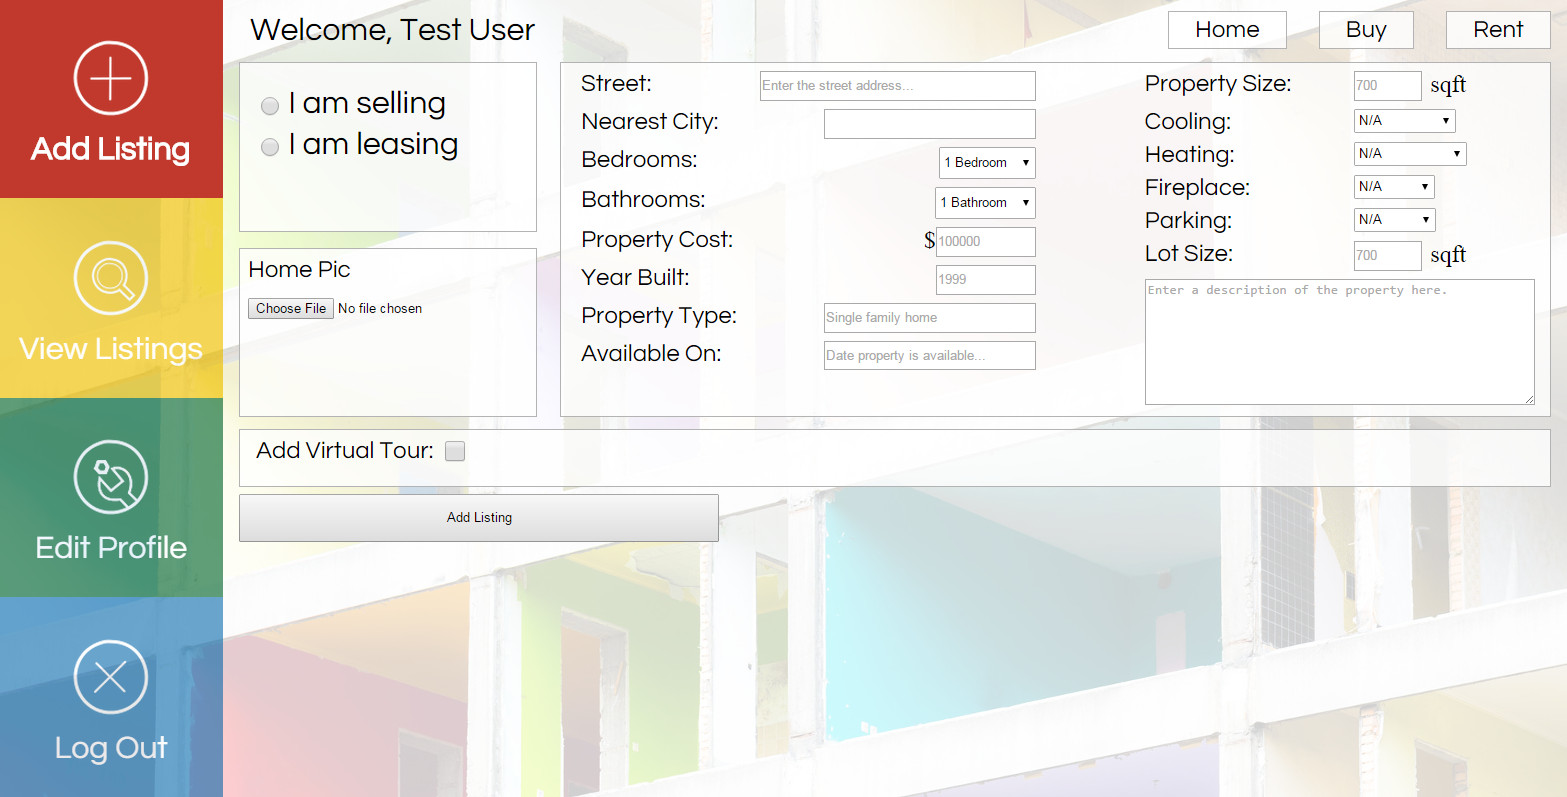 Add Listing
View Listings
Edit Profile
Log Out
Welcome, Test User
Home
Buy
Rent
I am selling
I am leasing
Home Pic
Choose File No file chosen
Street: Enter the street address...
Nearest City:
Bedrooms: 1 Bedroom
Bathrooms: 1 Bathroom
Property Cost: $ 100000
Year Built: 1999
Property Type: Single family home
Available On: Date property is available...
Property Size: 700 sqft
Cooling: N/A
Heating: N/A
Fireplace: N/A
Parking: N/A
Lot Size: 700 sqft
Enter a description of the property here.
Add Virtual Tour:
Add Listing